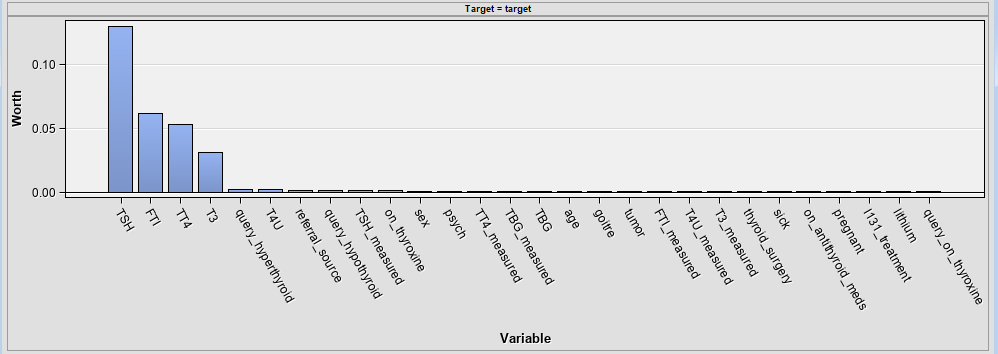 Target = target
Worth
0.10
0.05
0.00
TSH
FTI
TT4
T3
query_hyperthyroid
T4U
referral_source
query_hypothyroid
TSH_measured
on_thyroxine
sex
psych
TT4_measured
TBG_measured
TBG
age
goitre
tumor
FTI_measured
T4U_measured
T3_measured
thyroid_surgery
sick
on_antithyroid_meds
pregnant
I131_treatment
lithium
query_on_thyroxine
Variable